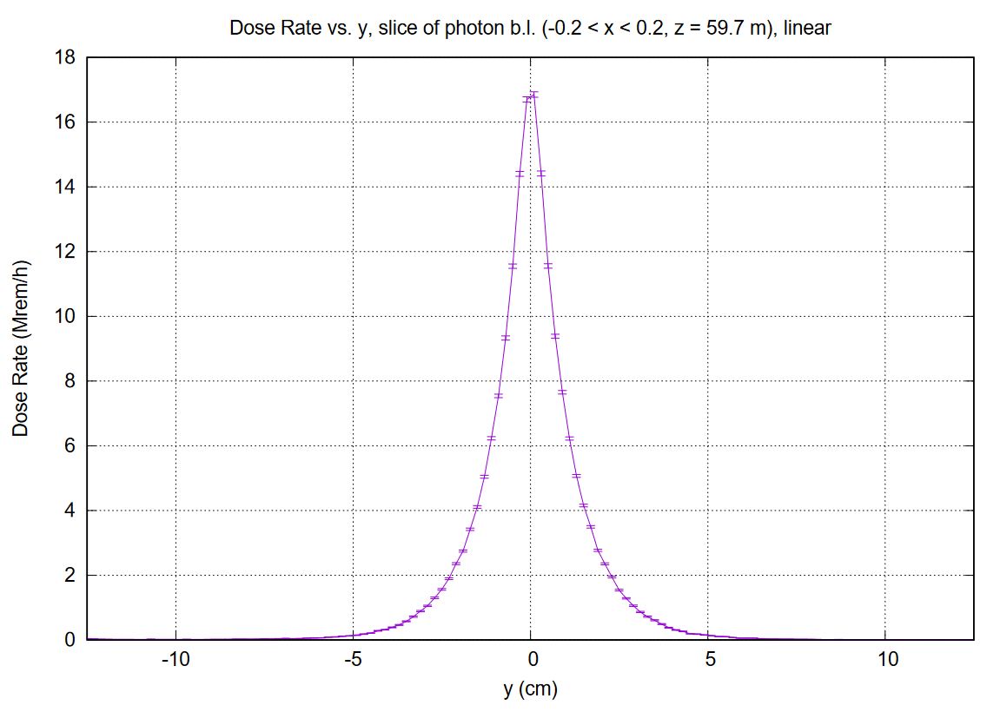 Dose Rate vs. y, slice of photon b.l. (-0.2 < x < 0.2, z = 59.7 m), linear
18
16
14
12
10
8
6
4
2
0
Dose Rate (Mrem/h)
-10 -5 0 5 10
y (cm)